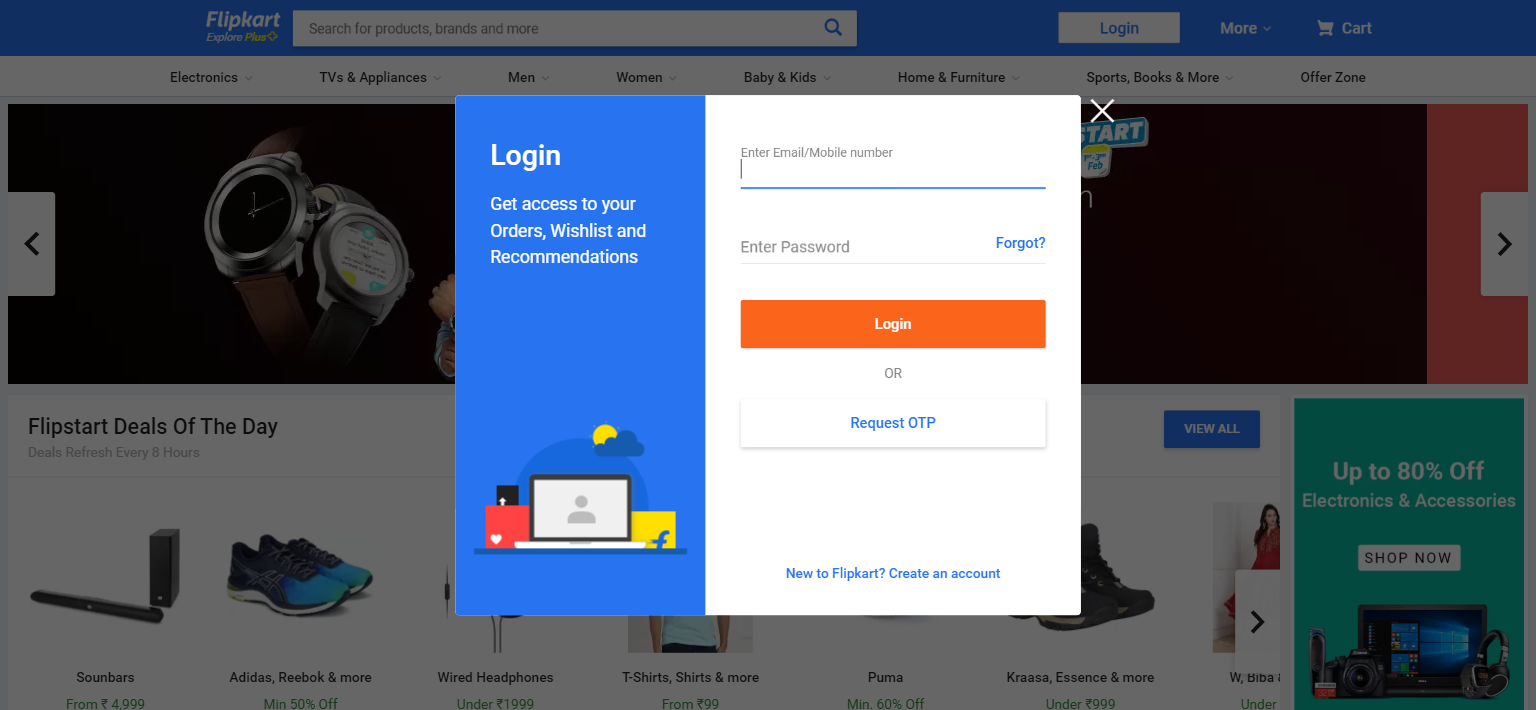 Flipkart
Explore Plus
Search for products, brands and more
Login
More
Cart
Electronics
TVs & Appliances
Men
Women
Baby & Kids
Home & Furniture
Sports, Books & More
Offer Zone
START
Feb
Login
Get access to your
Orders, Wishlist and
Recommendations
Enter Email/Mobile number
Enter Password
Forgot?
Login
OR
Request OTP
New to Flipkart? Create an account
Flipstart Deals Of The Day
Deals Refresh Every 8 Hours
VIEW ALL
Sounbars
From ₹ 4,999
Adidas, Reebok & more
Min 50% Off
Wired Headphones
Under ₹1999
T-Shirts, Shirts & more
From ₹99
Puma
Min. 60% Off
Kraasa, Essence & more
Under ₹999
W, Biba &
Under
Up to 80% Off
Electronics & Accessories
SHOP NOW